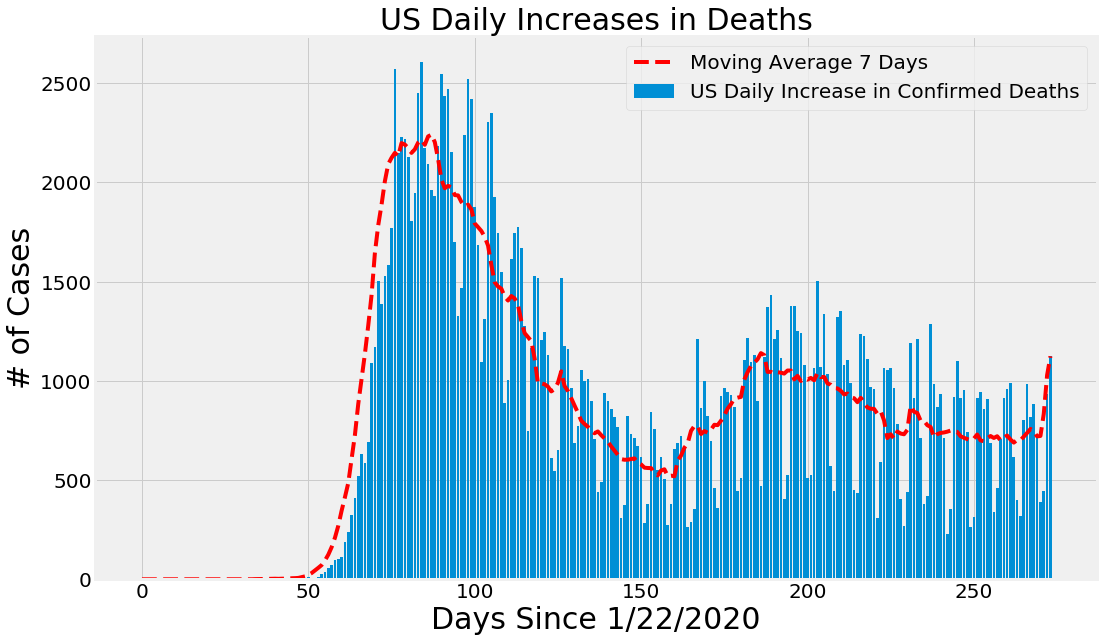 US Daily Increases in Deaths
Moving Average 7 Days
US Daily Increase in Confirmed Deaths
# of Cases
2500
2000
1500
1000
500
0
0 50 100 150 200 250
Days Since 1/22/2020